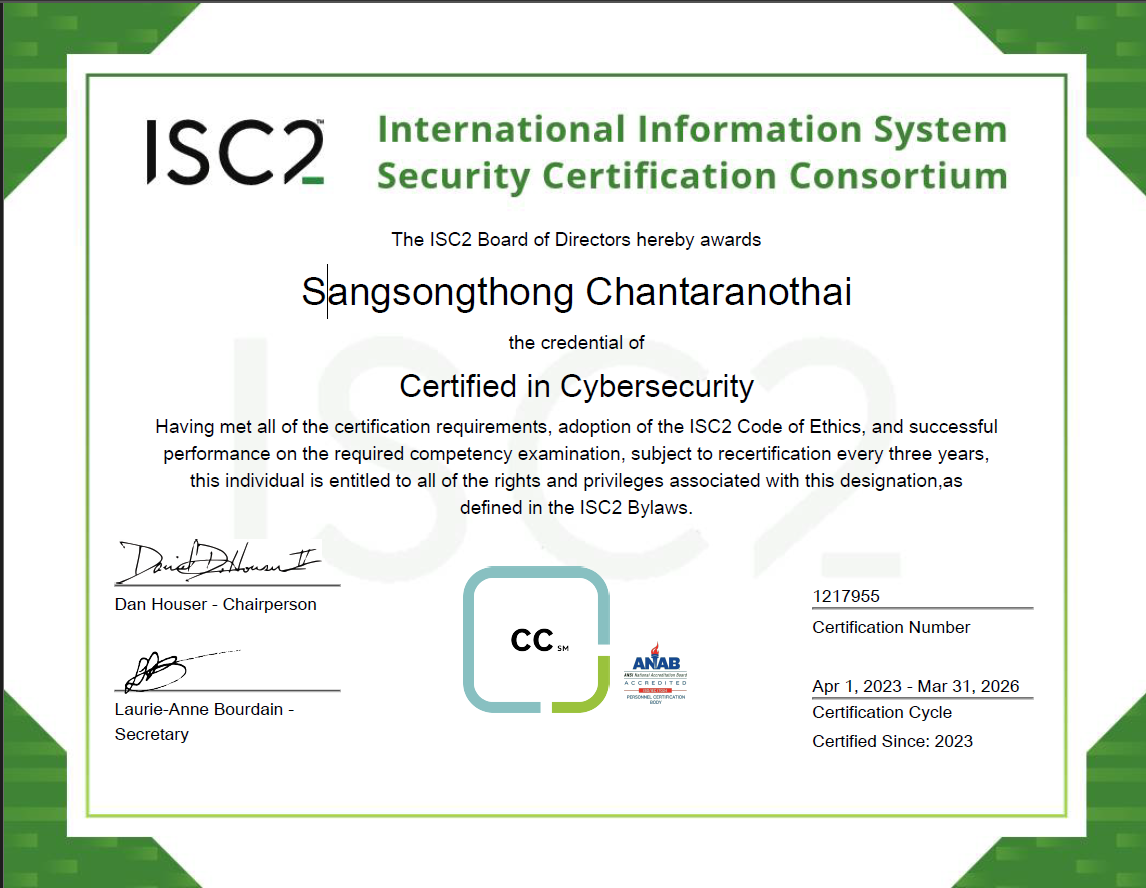 ISC2™
International Information System
Security Certification Consortium
The ISC2 Board of Directors hereby awards
Sangsongthong Chantaranothai
the credential of
Certified in Cybersecurity
Having met all of the certification requirements, adoption of the ISC2 Code of Ethics, and successful
performance on the required competency examination, subject to recertification every three years,
this individual is entitled to all of the rights and privileges associated with this designation,as
defined in the ISC2 Bylaws.
Dan Houser - Chairperson
Laurie-Anne Bourdain -
Secretary
CC SM
ANAB
ANSI National Accreditation Board
ACCREDITED
PERSONNEL CERTIFICATION
BODY
1217955
Certification Number
Apr 1, 2023 - Mar 31, 2026
Certification Cycle
Certified Since: 2023